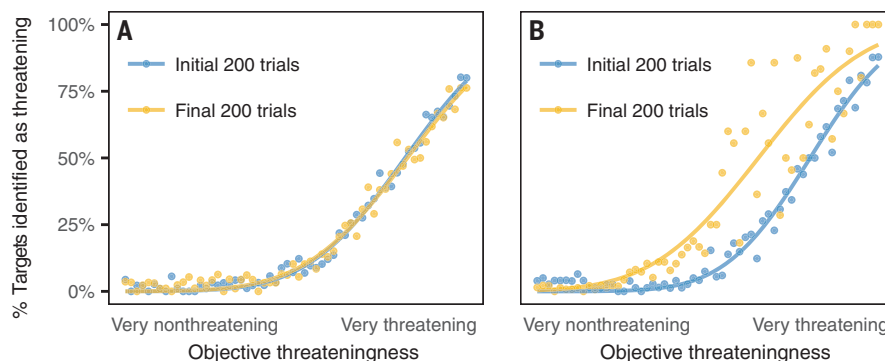 % Targets identified as threatening
100%
75%
50%
25%
0%
A
Initial 200 trials
Final 200 trials
Very nonthreatening Very threatening
Objective threateningness
B
Initial 200 trials
Final 200 trials
Very nonthreatening Very threatening
Objective threateningness